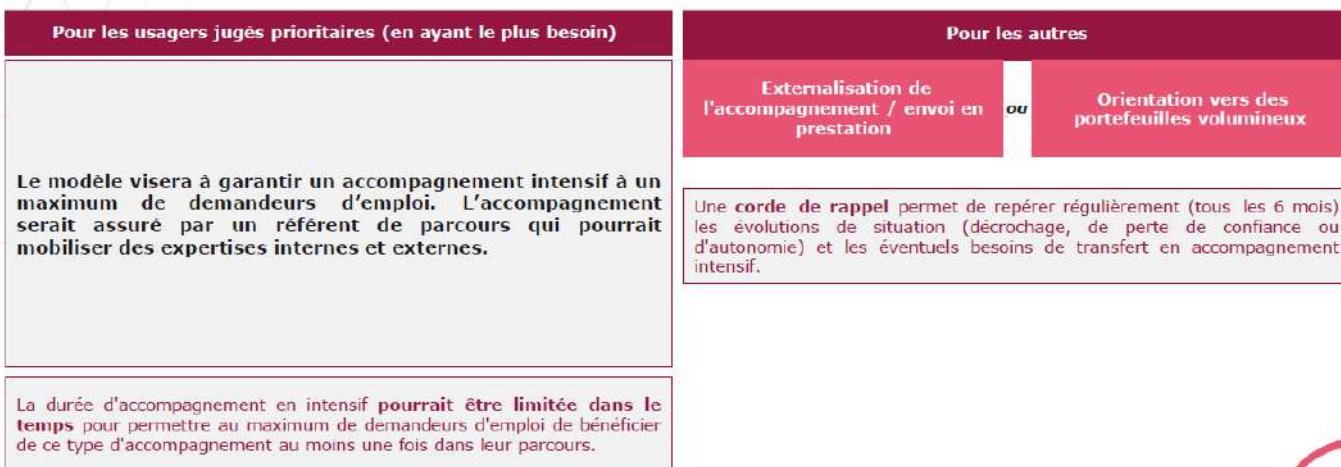 Pour les usagers jugés prioritaires (en ayant le plus besoin)
Le modèle visera à garantir un accompagnement intensif à un
maximum de demandeurs d'emploi. L'accompagnement
serait assuré par un référent de parcours qui pourrait
mobiliser des expertises internes et externes.
La durée d'accompagnement en intensif pourrait être limitée dans le
temps pour permettre au maximum de demandeurs d'emploi de bénéficier
de ce type d'accompagnement au moins une fois dans leur parcours.
Pour les autres
Externalisation de
l'accompagnement / envoi en
prestation
ou
Orientation vers des
portefeuilles volumineux
Une corde de rappel permet de repérer régulièrement (tous les 6 mois)
les évolutions de situation (décrochage, de perte de confiance ou
d'autonomie) et les éventuels besoins de transfert en accompagnement
intensif.